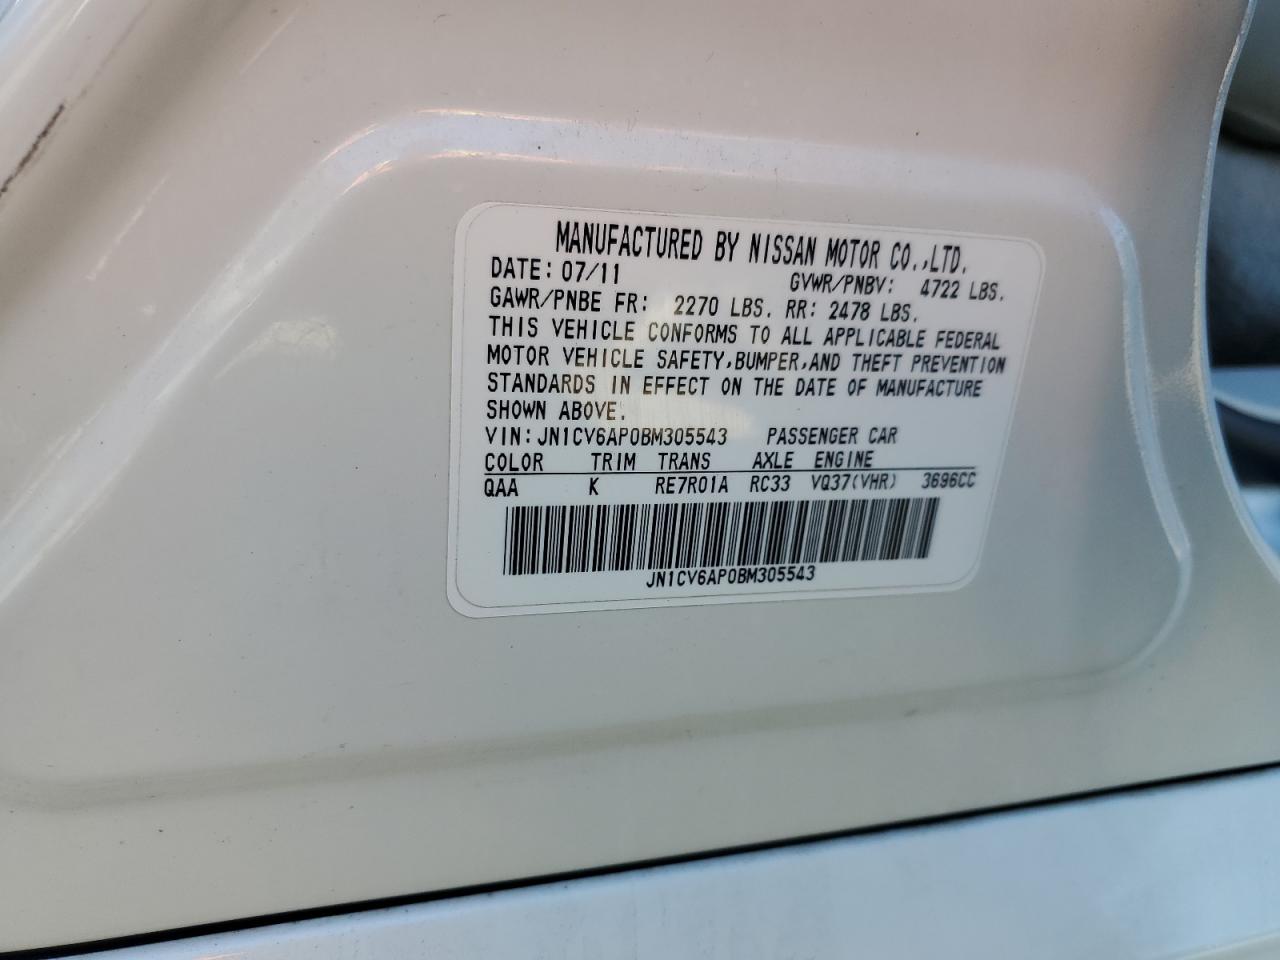 MANUFACTURED BY NISSAN MOTOR CO.,LTD.
DATE: 07/11 GVWR/PNBV: 4722 LBS.
GAWR/PNBE FR: 2270 LBS. RR: 2478 LBS.
THIS VEHICLE CONFORMS TO ALL APPLICABLE FEDERAL
MOTOR VEHICLE SAFETY,BUMPER,AND THEFT PREVENTION
STANDARDS IN EFFECT ON THE DATE OF MANUFACTURE
SHOWN ABOVE.
VIN: JN1CV6AP0BM305543 PASSENGER CAR
COLOR TRIM TRANS AXLE ENGINE
QAA K RE7R01A RC33 VQ37(VHR) 3696CC
JN1CV6AP0BM305543